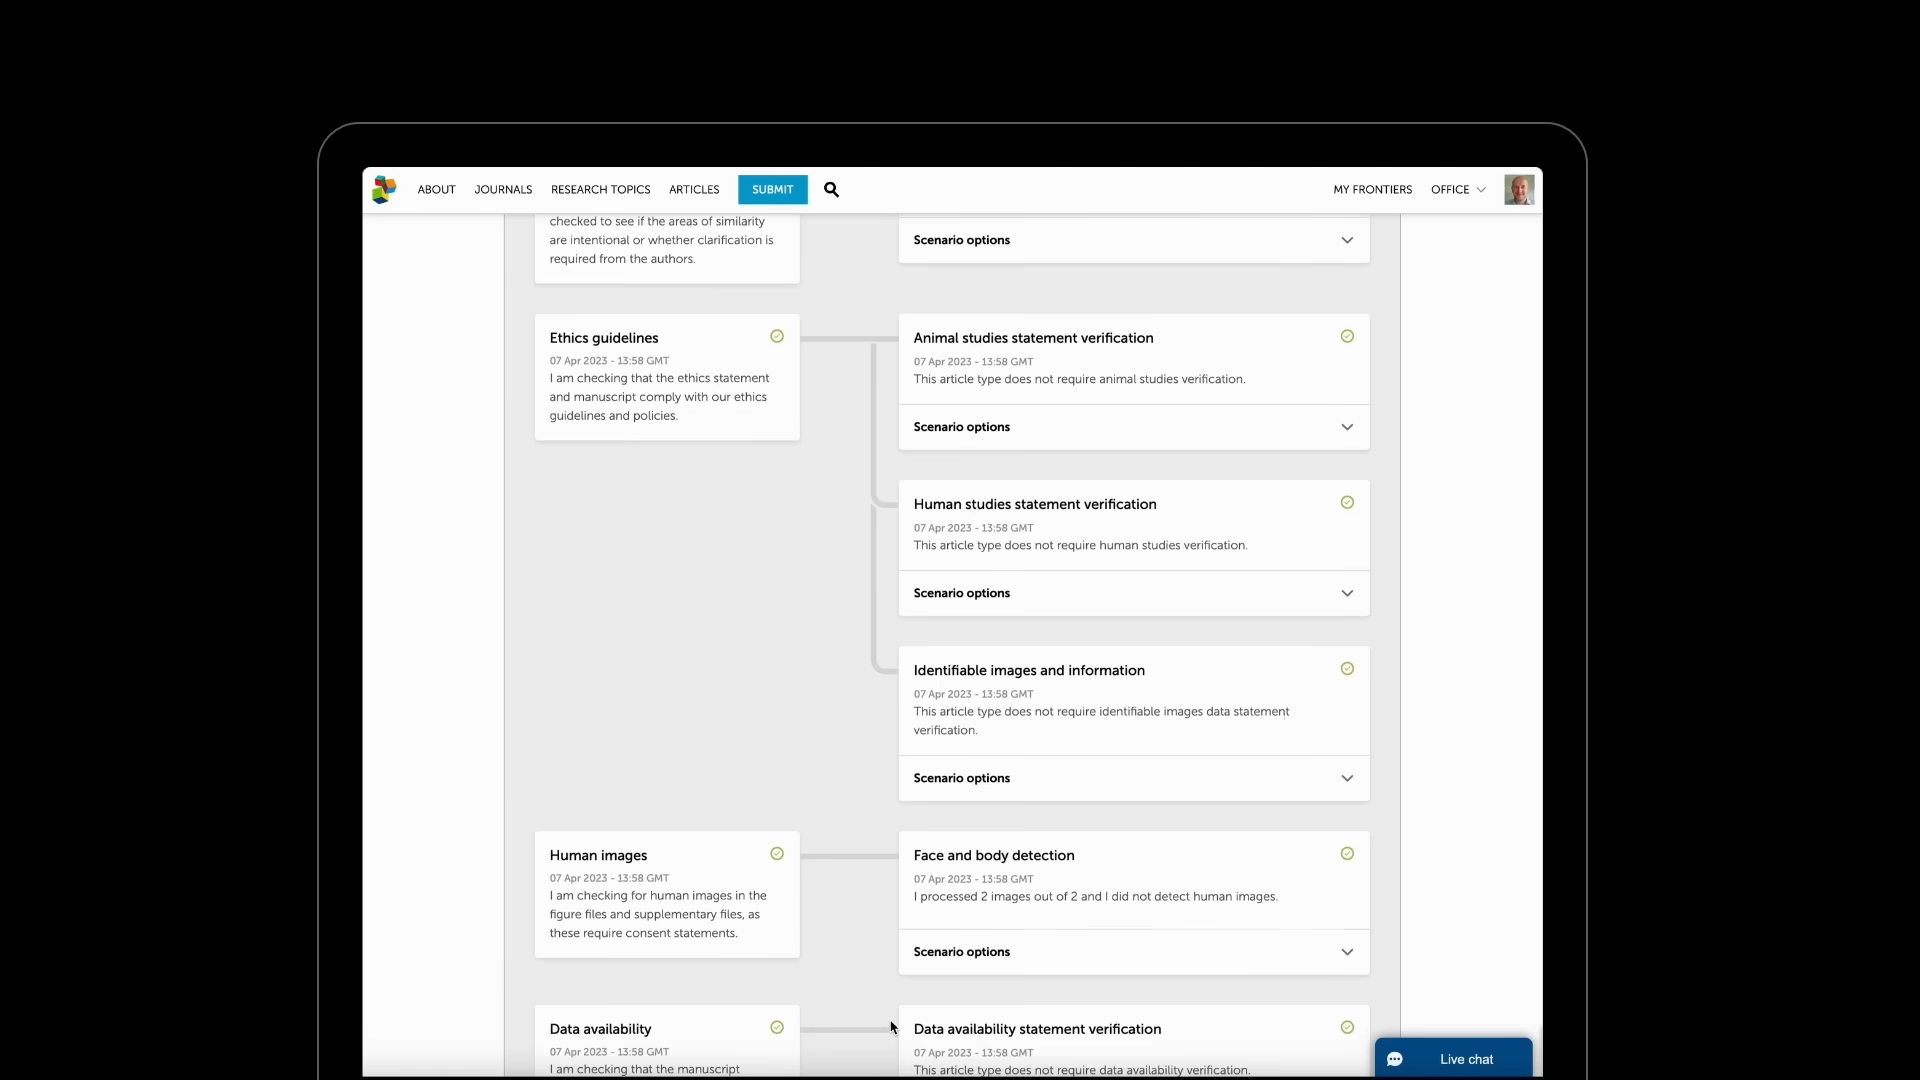 ABOUT JOURNALS RESEARCH TOPICS ARTICLES SUBMIT MY FRONTIERS OFFICE
checked to see if the areas of similarity
are intentional or whether clarification is
required from the authors.
Scenario options
Ethics guidelines
07 Apr 2023 - 13:58 GMT
I am checking that the ethics statement
and manuscript comply with our ethics
guidelines and policies.
Animal studies statement verification
07 Apr 2023 - 13:58 GMT
This article type does not require animal studies verification.
Scenario options
Human studies statement verification
07 Apr 2023 - 13:58 GMT
This article type does not require human studies verification.
Scenario options
Identifiable images and information
07 Apr 2023 - 13:58 GMT
This article type does not require identifiable images data statement
verification.
Scenario options
Human images
07 Apr 2023 - 13:58 GMT
I am checking for human images in the
figure files and supplementary files, as
these require consent statements.
Face and body detection
07 Apr 2023 - 13:58 GMT
I processed 2 images out of 2 and I did not detect human images.
Scenario options
Data availability
07 Apr 2023 - 13:58 GMT
I am checking that the manuscript
Data availability statement verification
07 Apr 2023 - 13:58 GMT
This article type does not require data availability verification.
Live chat